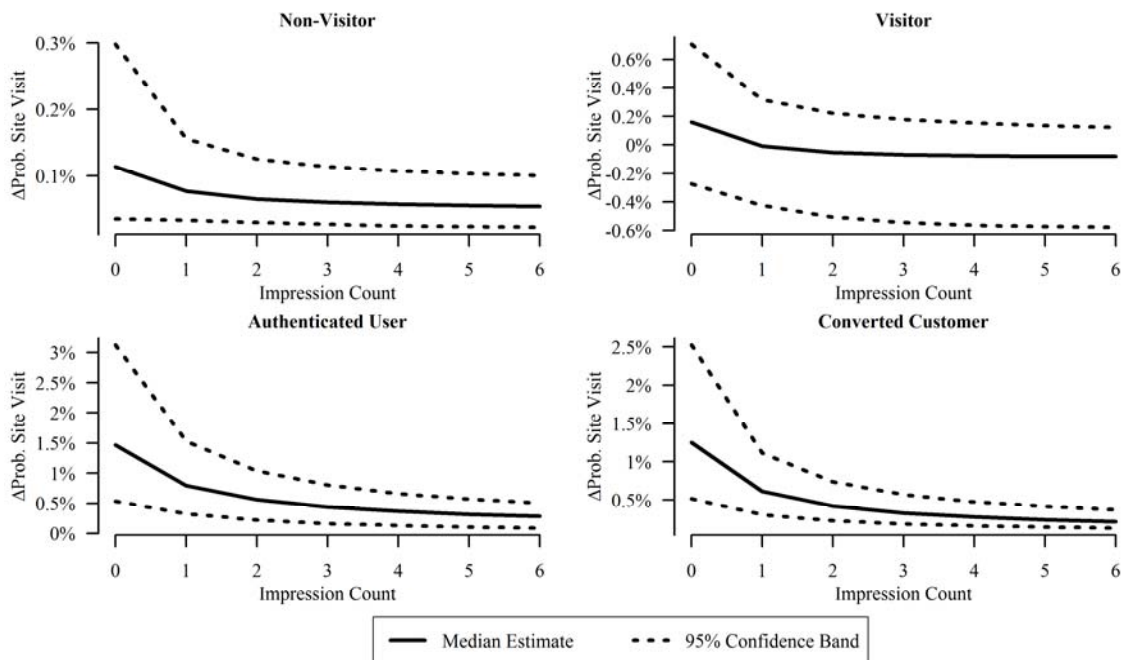 Non-Visitor
ΔProb. Site Visit
0.3%
0.2%
0.1%
0 1 2 3 4 5 6
Impression Count
Visitor
ΔProb. Site Visit
0.6%
0.4%
0.2%
0%
-0.2%
-0.4%
-0.6%
0 1 2 3 4 5 6
Impression Count
Authenticated User
ΔProb. Site Visit
3%
2.5%
2%
1.5%
1%
0.5%
0%
0 1 2 3 4 5 6
Impression Count
Converted Customer
ΔProb. Site Visit
2.5%
2%
1.5%
1%
0.5%
0 1 2 3 4 5 6
Impression Count
Median Estimate 95% Confidence Band